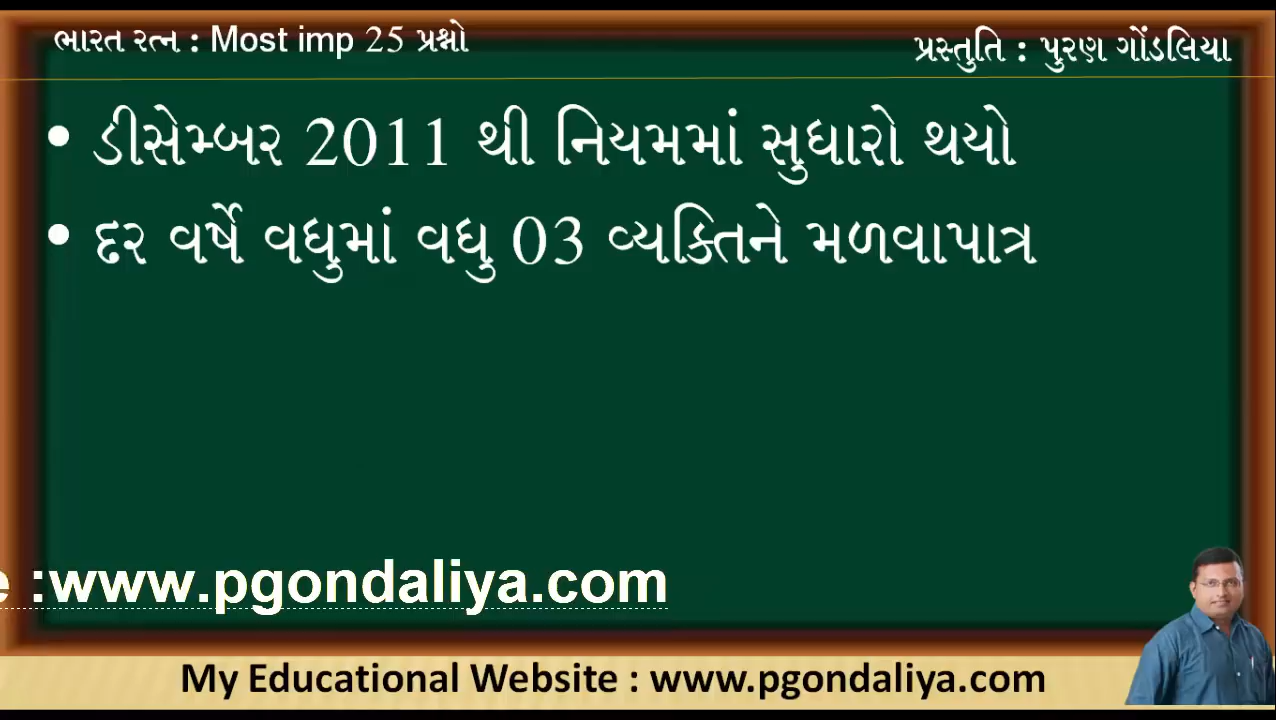 ભારત રત્ન : Most imp 25 પ્રશ્નો
પ્રસ્તુતિ : પુરણ ગોંડલિયા
• ડીસેમ્બર 2011 થી નિયમમાં સુધારો થયો
• દર વર્ષે વધુમાં વધુ 03 વ્યક્તિને મળવાપાત્ર
e :www.pgondaliya.com
My Educational Website : www.pgondaliya.com